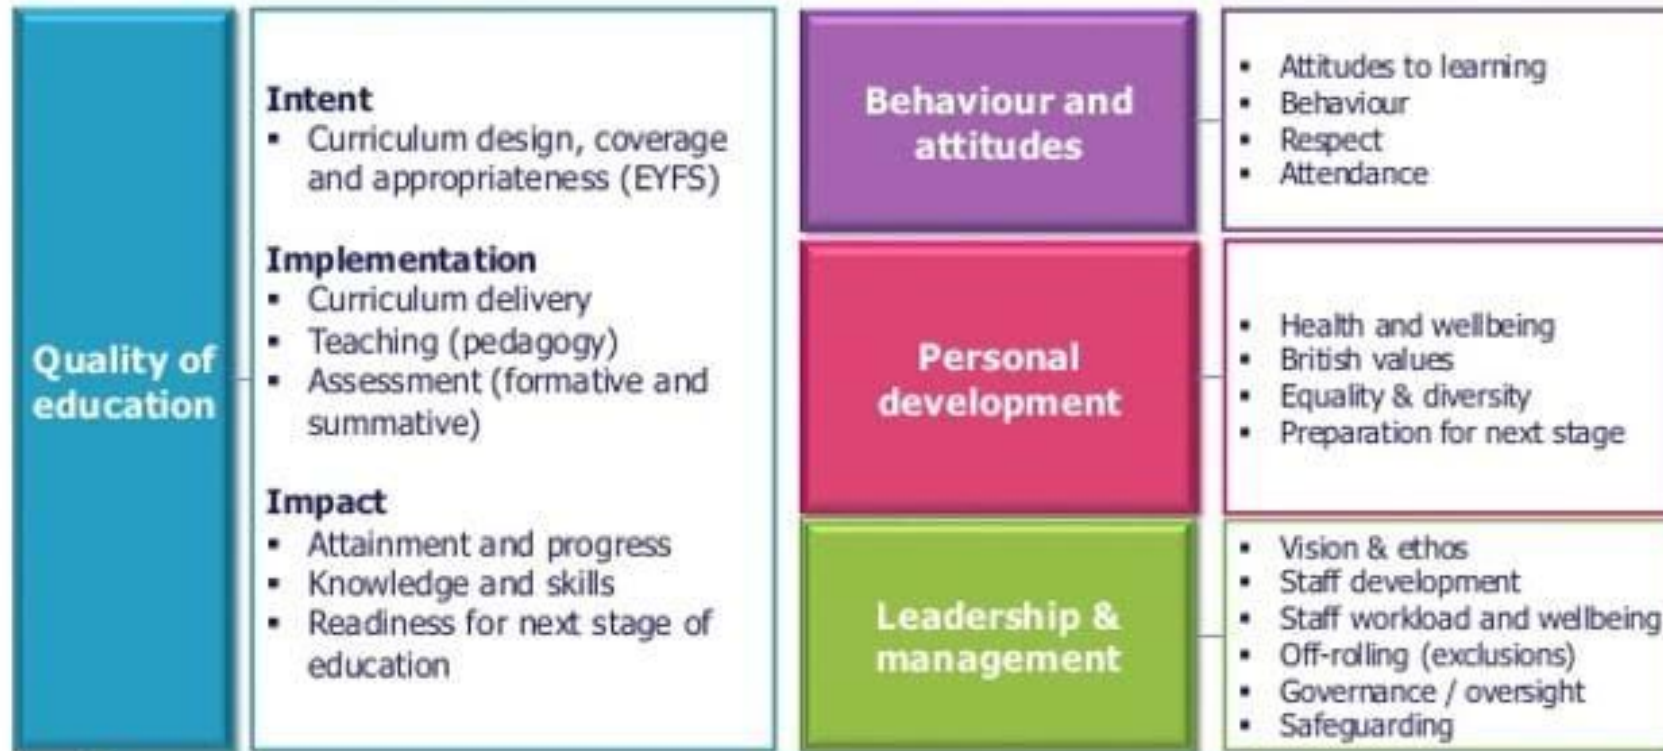 Quality of
education
Intent
▪ Curriculum design, coverage
and appropriateness (EYFS)
Implementation
▪ Curriculum delivery
▪ Teaching (pedagogy)
▪ Assessment (formative and
summative)
Impact
▪ Attainment and progress
▪ Knowledge and skills
▪ Readiness for next stage of
education
Behaviour and
attitudes
▪ Attitudes to learning
▪ Behaviour
▪ Respect
▪ Attendance
Personal
development
▪ Health and wellbeing
▪ British values
▪ Equality & diversity
▪ Preparation for next stage
Leadership &
management
▪ Vision & ethos
▪ Staff development
▪ Staff workload and wellbeing
▪ Off-rolling (exclusions)
▪ Governance / oversight
▪ Safeguarding